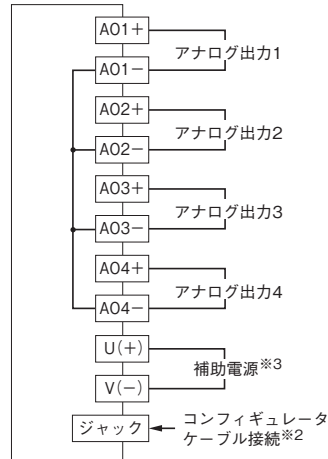 AO1+
アナログ出力1
AO1−
AO2+
アナログ出力2
AO2−
AO3+
アナログ出力3
AO3−
AO4+
アナログ出力4
AO4−
U(+)
補助電源※3
V(−)
ジャック
コンフィギュレータ
ケーブル接続※2